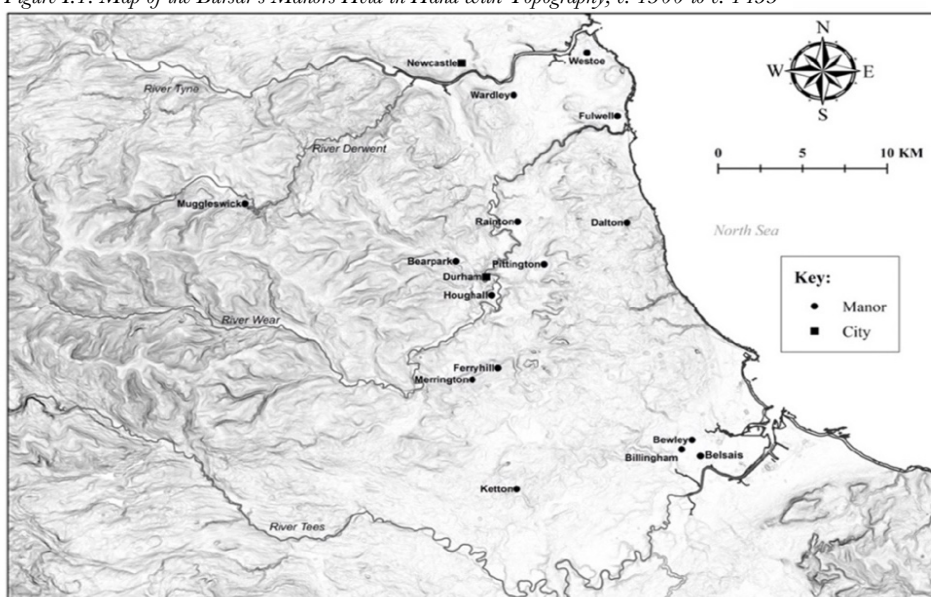 Figure 1.1: Map of the Bursar's Manors Held in Hand with Topography, c. 1300 to c. 1455
N
W E
S
Newcastle
Westoe
River Tyne
Wardley
Fulwell
0 5 10 KM
River Derwent
Muggleswick
Rainton
Dalton
North Sea
Bearpark
Pittington
Durham
Houghall
Key:
Manor
City
River Wear
Ferryhill
Merrington
Bewley
Billingham
Belsais
Ketton
River Tees